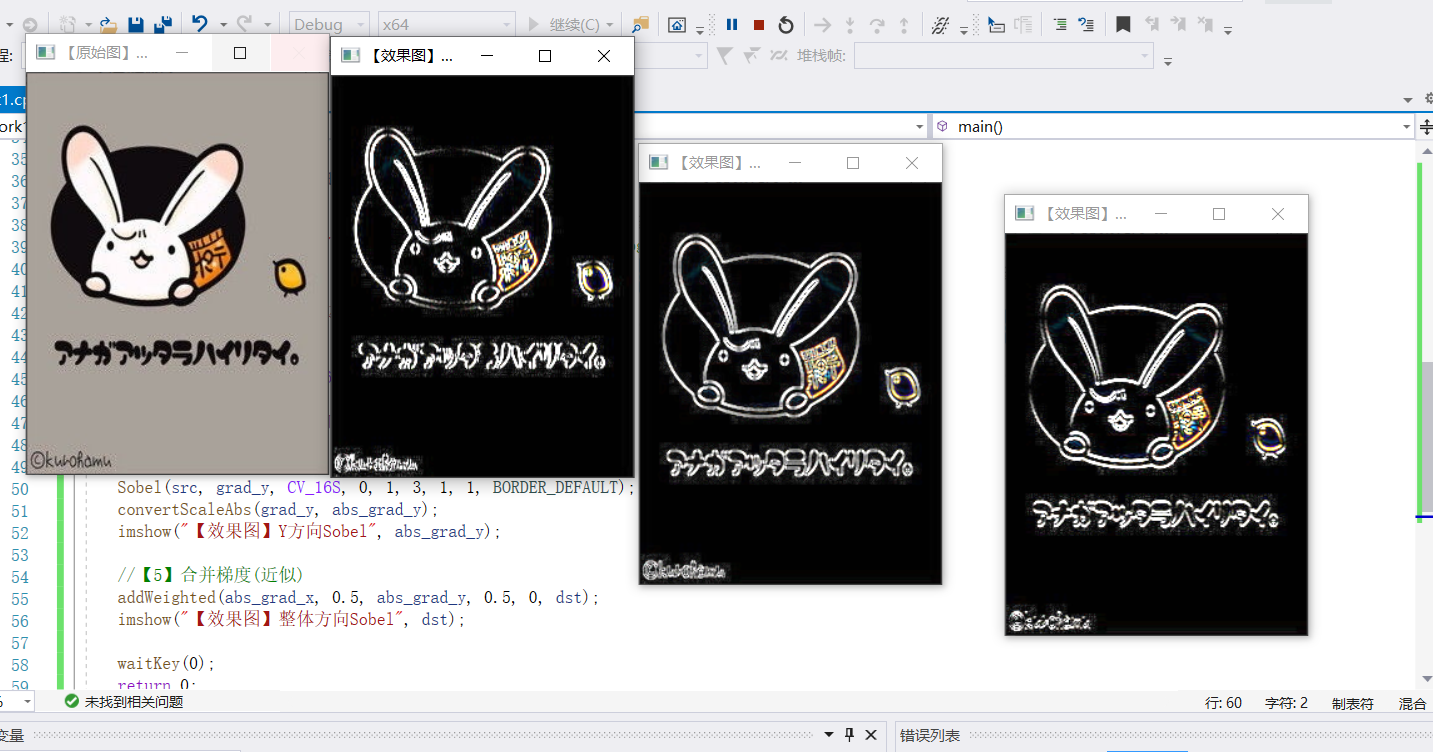 Debug
x64
继续(C)
程:
堆栈帧:
【原始图】...
【效果图】...
【效果图】...
【效果图】...
main()
アナガアッタラハイリタイ。
©kurohamu
35
36
37
38
39
40
41
42
43
44
45
46
47
48
49
50 Sobel(src, grad_y, CV_16S, 0, 1, 3, 1, 1, BORDER_DEFAULT);
51 convertScaleAbs(grad_y, abs_grad_y);
52 imshow("【效果图】Y方向Sobel", abs_grad_y);
53
54 //【5】合并梯度(近似)
55 addWeighted(abs_grad_x, 0.5, abs_grad_y, 0.5, 0, dst);
56 imshow("【效果图】整体方向Sobel", dst);
57
58 waitKey(0);
59 return 0;
未找到相关问题
行: 60
字符: 2
制表符
混合
变量
错误列表